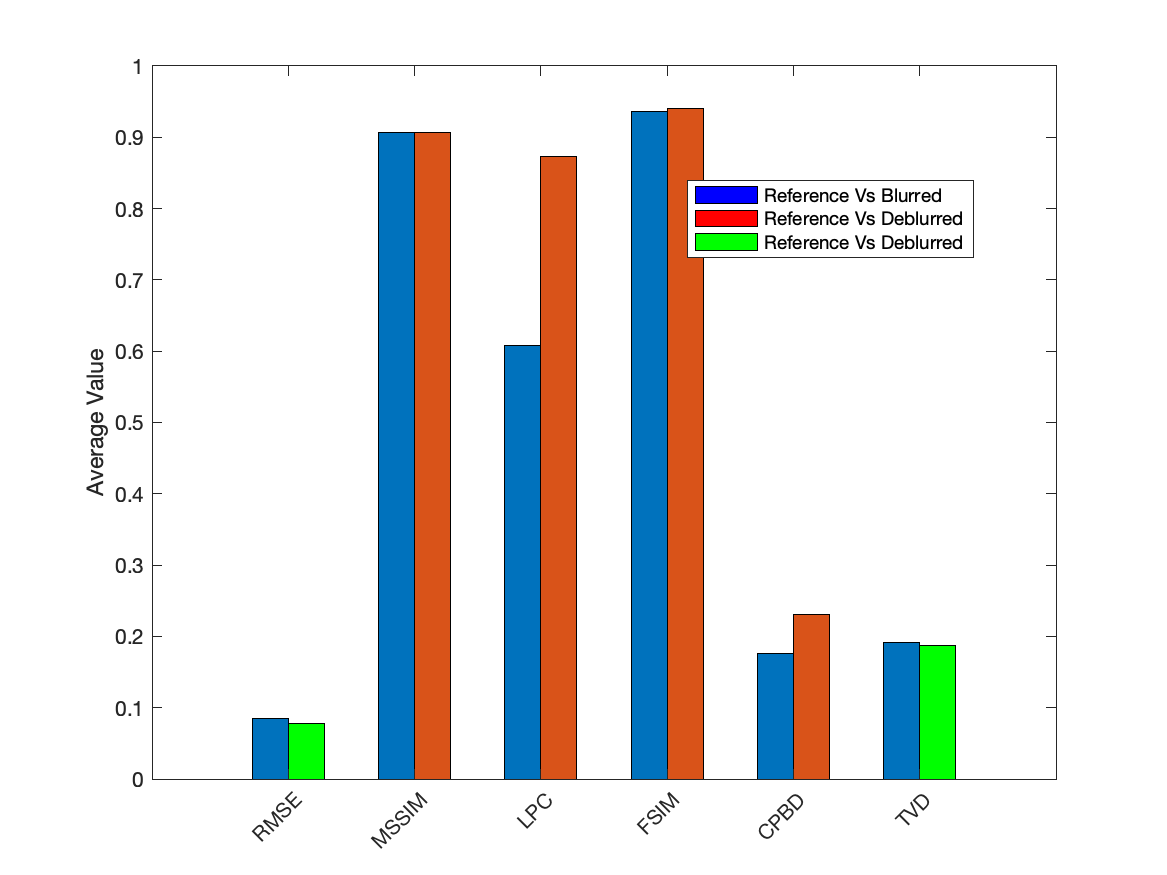 1
0.9
0.8
0.7
0.6
0.5
0.4
0.3
0.2
0.1
0
Average Value
Reference Vs Blurred
Reference Vs Deblurred
Reference Vs Deblurred
RMSE
MSSIM
LPC
FSIM
CPBD
TVD